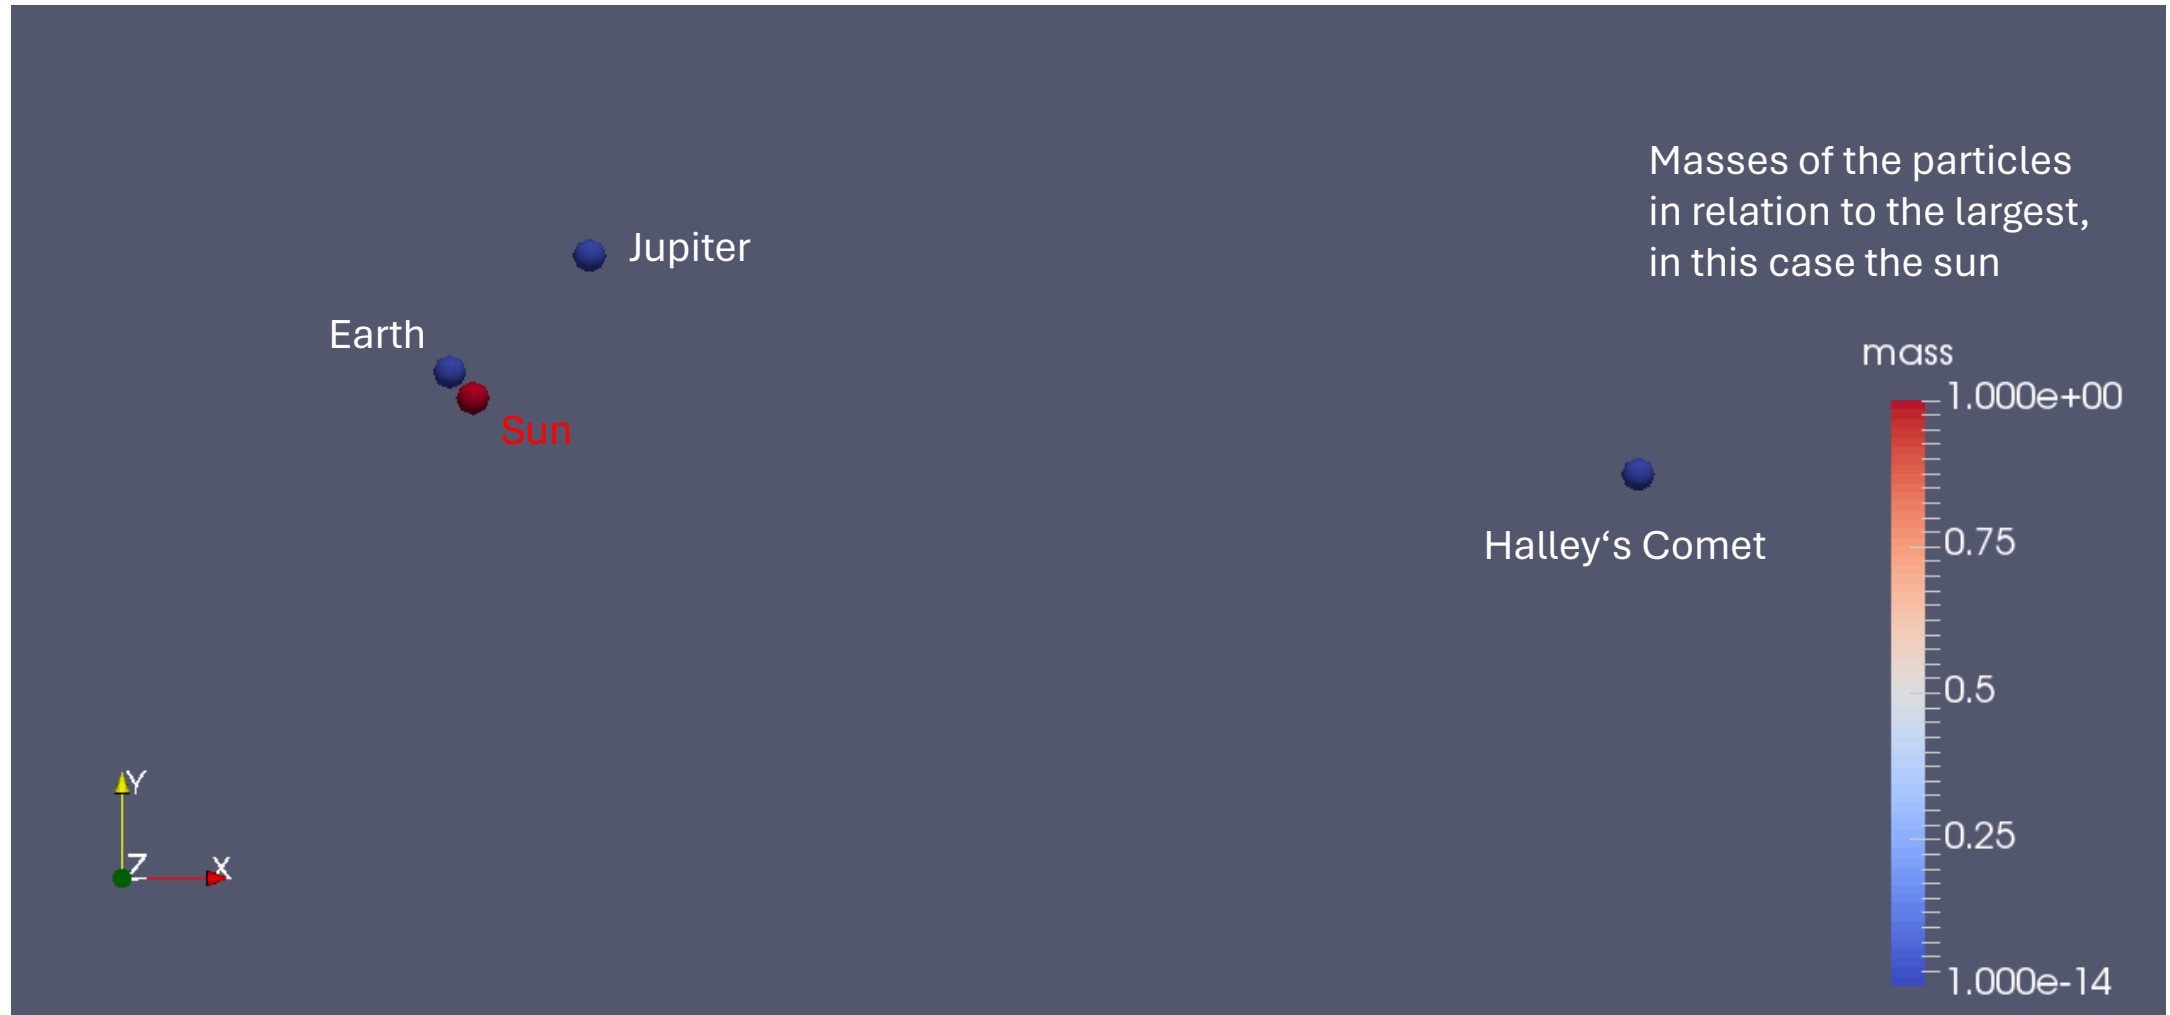 Masses of the particles
in relation to the largest,
in this case the sun
Jupiter
Earth
Sun
Halley‘s Comet
mass
1.000e+00
0.75
0.5
0.25
1.000e-14
Y
Z
X